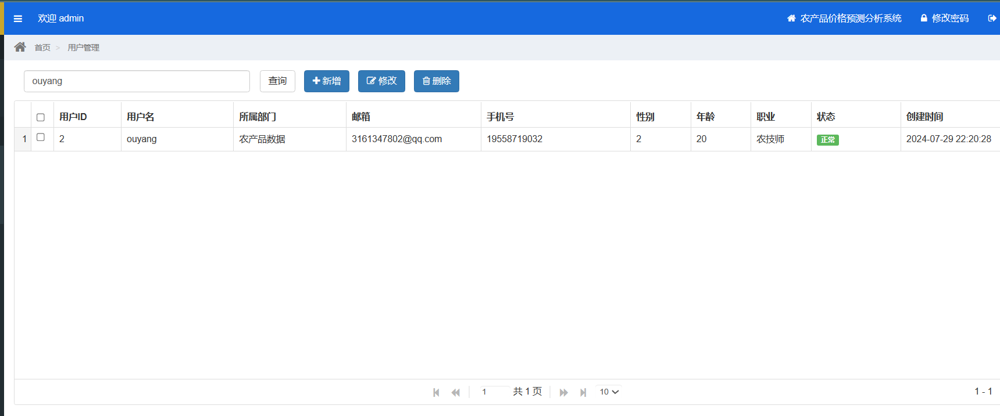 欢迎 admin 农产品价格预测分析系统 修改密码
首页 > 用户管理
ouyang 查询 新增 修改 删除
用户ID 用户名 所属部门 邮箱 手机号 性别 年龄 职业 状态 创建时间
1 2 ouyang 农产品数据 3161347802@qq.com 19558719032 2 20 农技师 正常 2024-07-29 22:20:28
1 共 1 页 10 1 - 1